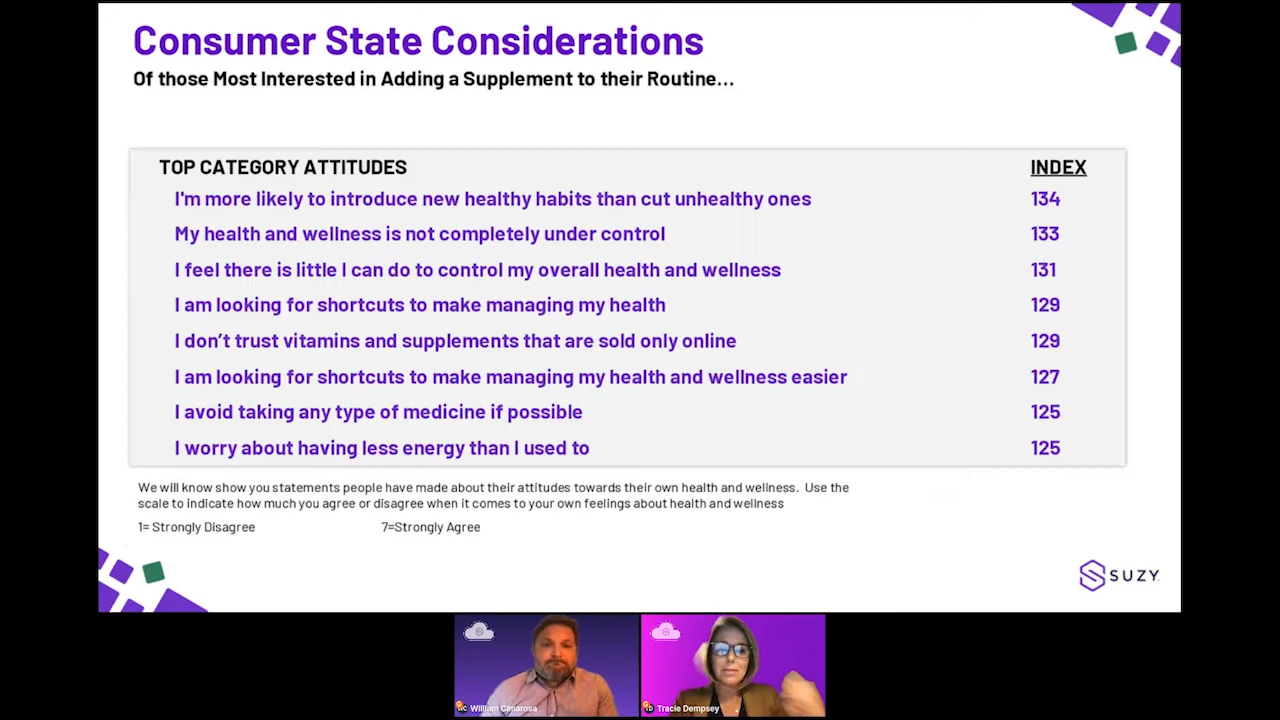 Consumer State Considerations
Of those Most Interested in Adding a Supplement to their Routine...
TOP CATEGORY ATTITUDES INDEX
I'm more likely to introduce new healthy habits than cut unhealthy ones 134
My health and wellness is not completely under control 133
I feel there is little I can do to control my overall health and wellness 131
I am looking for shortcuts to make managing my health 129
I don’t trust vitamins and supplements that are sold only online 129
I am looking for shortcuts to make managing my health and wellness easier 127
I avoid taking any type of medicine if possible 125
I worry about having less energy than I used to 125
We will know show you statements people have made about their attitudes towards their own health and wellness. Use the
scale to indicate how much you agree or disagree when it comes to your own feelings about health and wellness
1= Strongly Disagree 7=Strongly Agree
SUZY
William Cimarosa
Tracie Dempsey